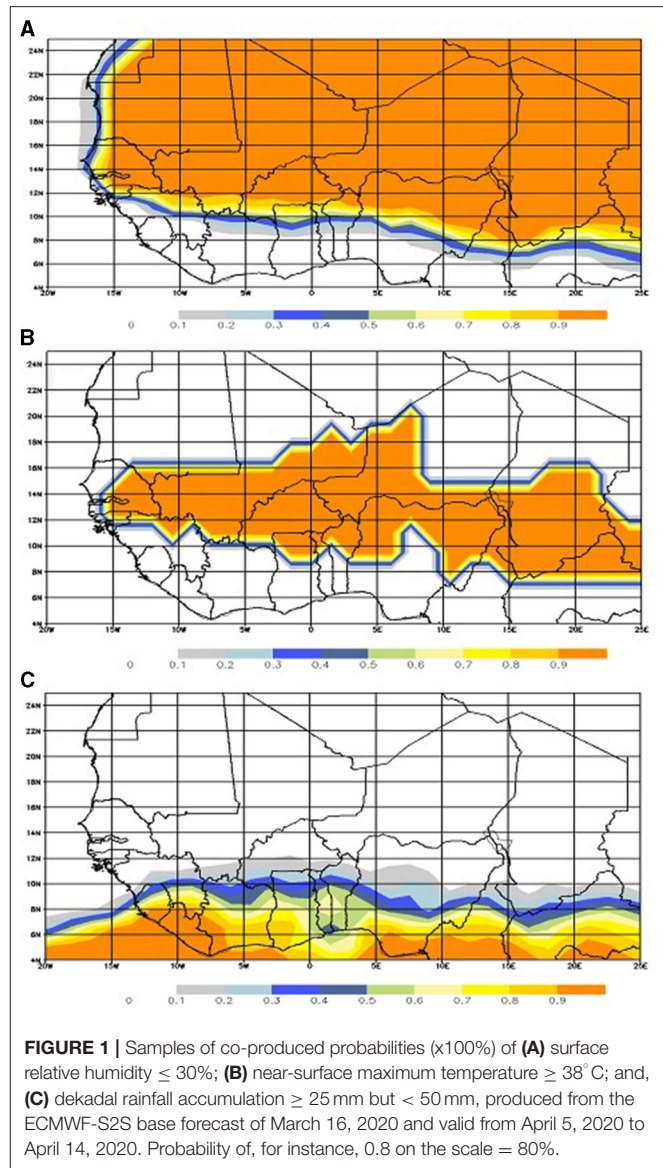 A
24N
22N
20N
18N
16N
14N
12N
10N
8N
6N
4N
20W 15W 10W 5W 0 5E 10E 15E 20E 25E
0 0.1 0.2 0.3 0.4 0.5 0.6 0.7 0.8 0.9
B
24N
22N
20N
18N
16N
14N
12N
10N
8N
6N
4N
20W 15W 10W 5W 0 5E 10E 15E 20E 25E
0 0.1 0.2 0.3 0.4 0.5 0.6 0.7 0.8 0.9
C
24N
22N
20N
18N
16N
14N
12N
10N
8N
6N
4N
20W 15W 10W 5W 0 5E 10E 15E 20E 25E
0 0.1 0.2 0.3 0.4 0.5 0.6 0.7 0.8 0.9
FIGURE 1 | Samples of co-produced probabilities (x100%) of (A) surface
relative humidity ≤ 30%; (B) near-surface maximum temperature ≥ 38°C; and,
(C) dekadal rainfall accumulation ≥ 25 mm but < 50 mm, produced from the
ECMWF-S2S base forecast of March 16, 2020 and valid from April 5, 2020 to
April 14, 2020. Probability of, for instance, 0.8 on the scale = 80%.